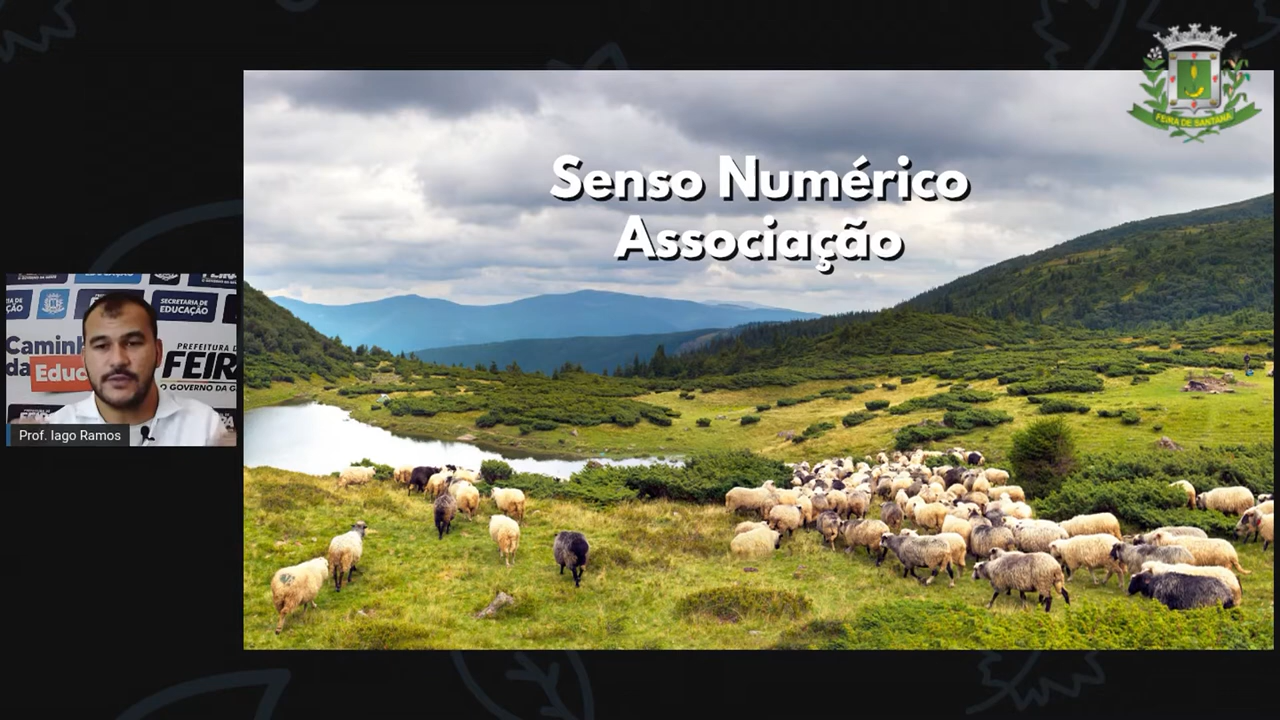 Senso Numérico
Associação
FEIRA DE SANTANA
SECRETARIA DE
EDUCAÇÃO
PREFEITURA D
FEIR
O GOVERNO DA G
Caminh
da
Educ
Prof. Iago Ramos